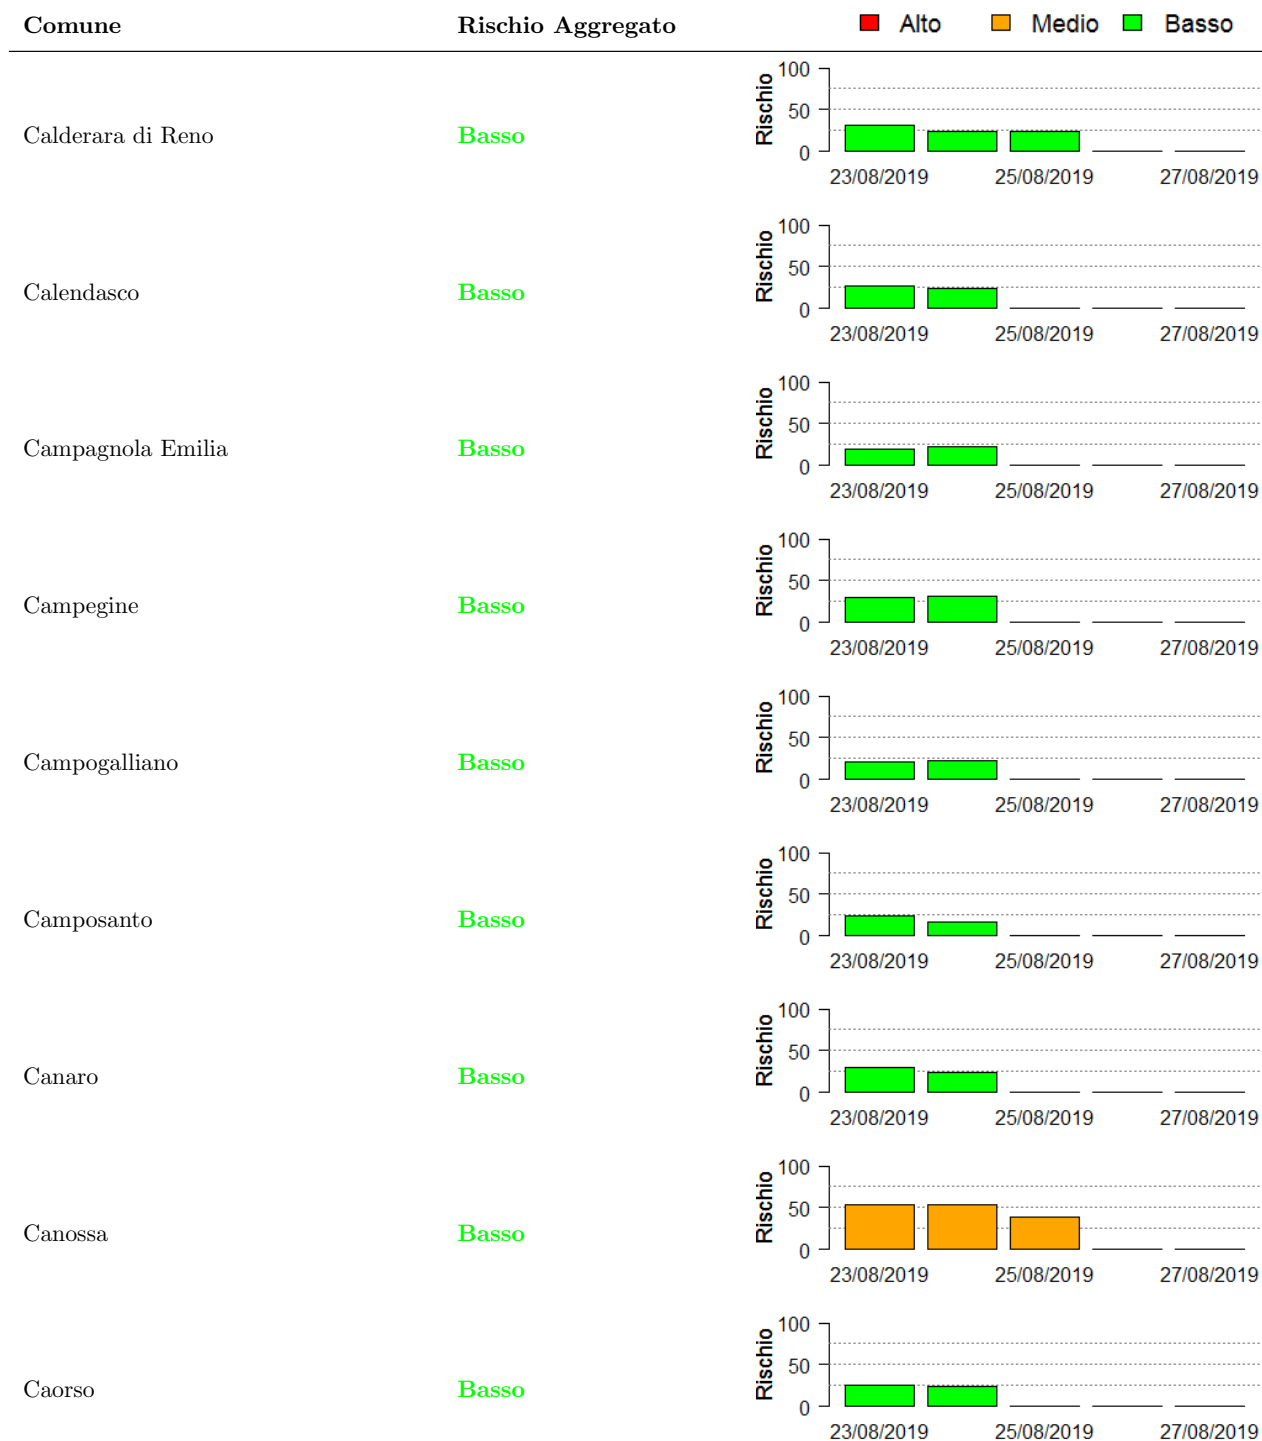 Comune Rischio Aggregato Alto Medio Basso
100
50
0
Rischio
Calderara di Reno Basso
23/08/2019 25/08/2019 27/08/2019
100
50
0
Rischio
Calendasco Basso
23/08/2019 25/08/2019 27/08/2019
100
50
0
Rischio
Campagnola Emilia Basso
23/08/2019 25/08/2019 27/08/2019
100
50
0
Rischio
Campegine Basso
23/08/2019 25/08/2019 27/08/2019
100
50
0
Rischio
Campogalliano Basso
23/08/2019 25/08/2019 27/08/2019
100
50
0
Rischio
Camposanto Basso
23/08/2019 25/08/2019 27/08/2019
100
50
0
Rischio
Canaro Basso
23/08/2019 25/08/2019 27/08/2019
100
50
0
Rischio
Canossa Basso
23/08/2019 25/08/2019 27/08/2019
100
50
0
Rischio
Caorso Basso
23/08/2019 25/08/2019 27/08/2019